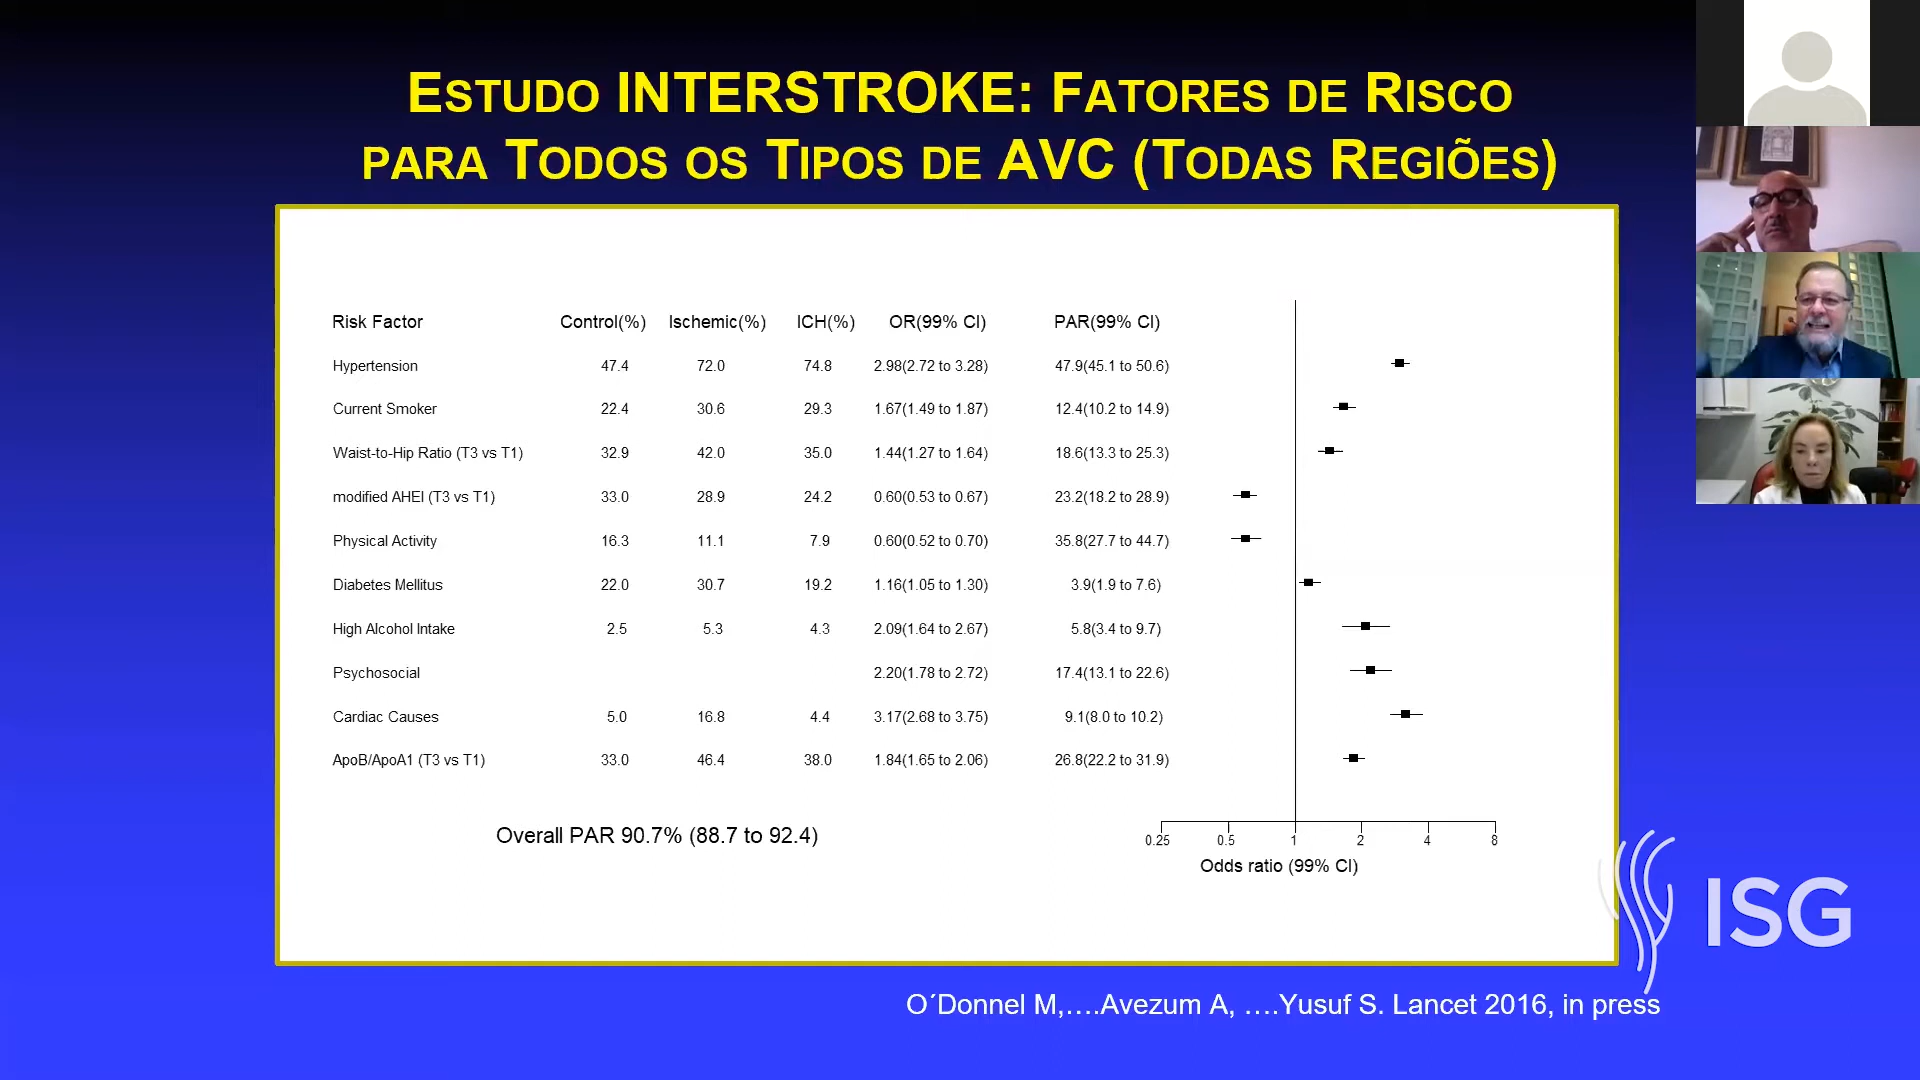 ESTUDO INTERSTROKE: FATORES DE RISCO
PARA TODOS OS TIPOS DE AVC (TODAS REGIÕES)
Risk Factor Control(%) Ischemic(%) ICH(%) OR(99% CI) PAR(99% CI)
Hypertension 47.4 72.0 74.8 2.98(2.72 to 3.28) 47.9(45.1 to 50.6)
Current Smoker 22.4 30.6 29.3 1.67(1.49 to 1.87) 12.4(10.2 to 14.9)
Waist-to-Hip Ratio (T3 vs T1) 32.9 42.0 35.0 1.44(1.27 to 1.64) 18.6(13.3 to 25.3)
modified AHEI (T3 vs T1) 33.0 28.9 24.2 0.60(0.53 to 0.67) 23.2(18.2 to 28.9)
Physical Activity 16.3 11.1 7.9 0.60(0.52 to 0.70) 35.8(27.7 to 44.7)
Diabetes Mellitus 22.0 30.7 19.2 1.16(1.05 to 1.30) 3.9(1.9 to 7.6)
High Alcohol Intake 2.5 5.3 4.3 2.09(1.64 to 2.67) 5.8(3.4 to 9.7)
Psychosocial 2.20(1.78 to 2.72) 17.4(13.1 to 22.6)
Cardiac Causes 5.0 16.8 4.4 3.17(2.68 to 3.75) 9.1(8.0 to 10.2)
ApoB/ApoA1 (T3 vs T1) 33.0 46.4 38.0 1.84(1.65 to 2.06) 26.8(22.2 to 31.9)
Overall PAR 90.7% (88.7 to 92.4)
0.25 0.5 1 2 4 8
Odds ratio (99% CI)
ISG
O´Donnel M,....Avezum A, ....Yusuf S. Lancet 2016, in press